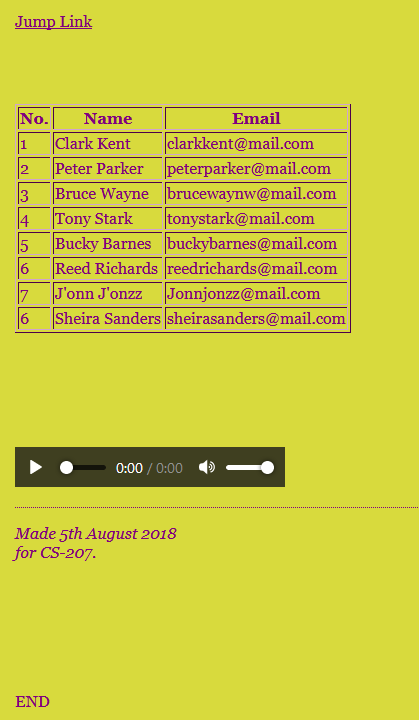 Jump Link
No. Name Email
1 Clark Kent clarkkent@mail.com
2 Peter Parker peterparker@mail.com
3 Bruce Wayne brucewaynw@mail.com
4 Tony Stark tonystark@mail.com
5 Bucky Barnes buckybarnes@mail.com
6 Reed Richards reedrichards@mail.com
7 J'onn J'onzz Jonnjonzz@mail.com
6 Sheira Sanders sheirasanders@mail.com
0:00 / 0:00
Made 5th August 2018
for CS-207.
END